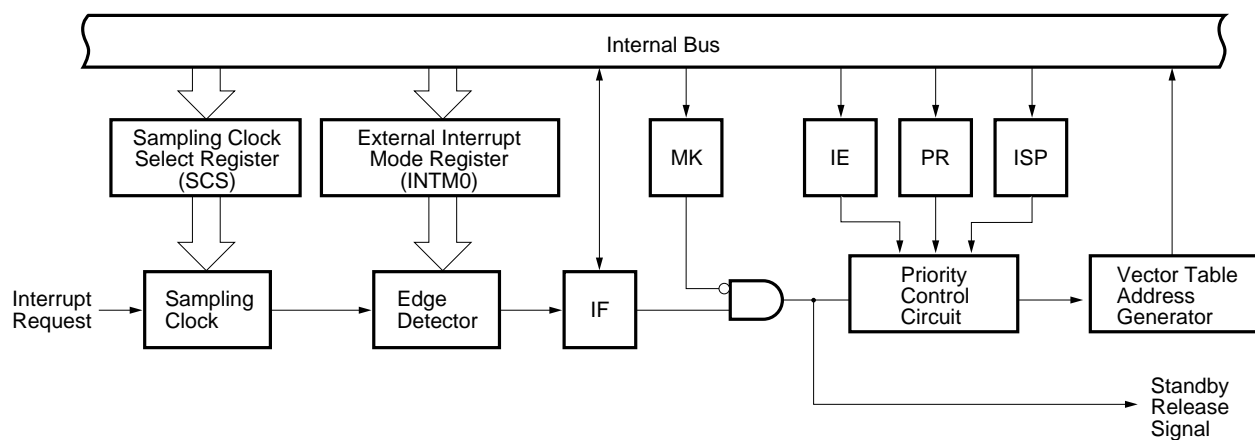 Internal Bus
Sampling Clock
Select Register
(SCS)
External Interrupt
Mode Register
(INTM0)
MK
IE
PR
ISP
Interrupt
Request
Sampling
Clock
Edge
Detector
IF
Priority
Control
Circuit
Vector Table
Address
Generator
Standby
Release
Signal